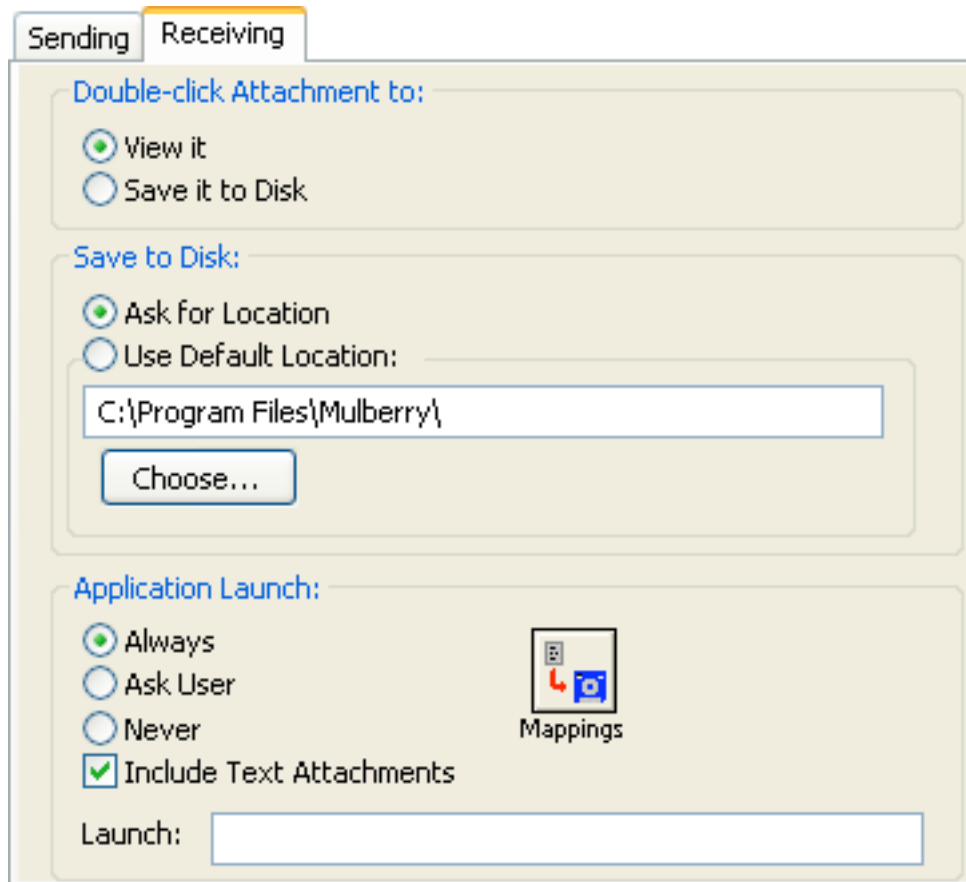 Sending Receiving
Double-click Attachment to:
View it
Save it to Disk
Save to Disk:
Ask for Location
Use Default Location:
C:\Program Files\Mulberry\
Choose...
Application Launch:
Always
Ask User
Never
Mappings
Include Text Attachments
Launch: